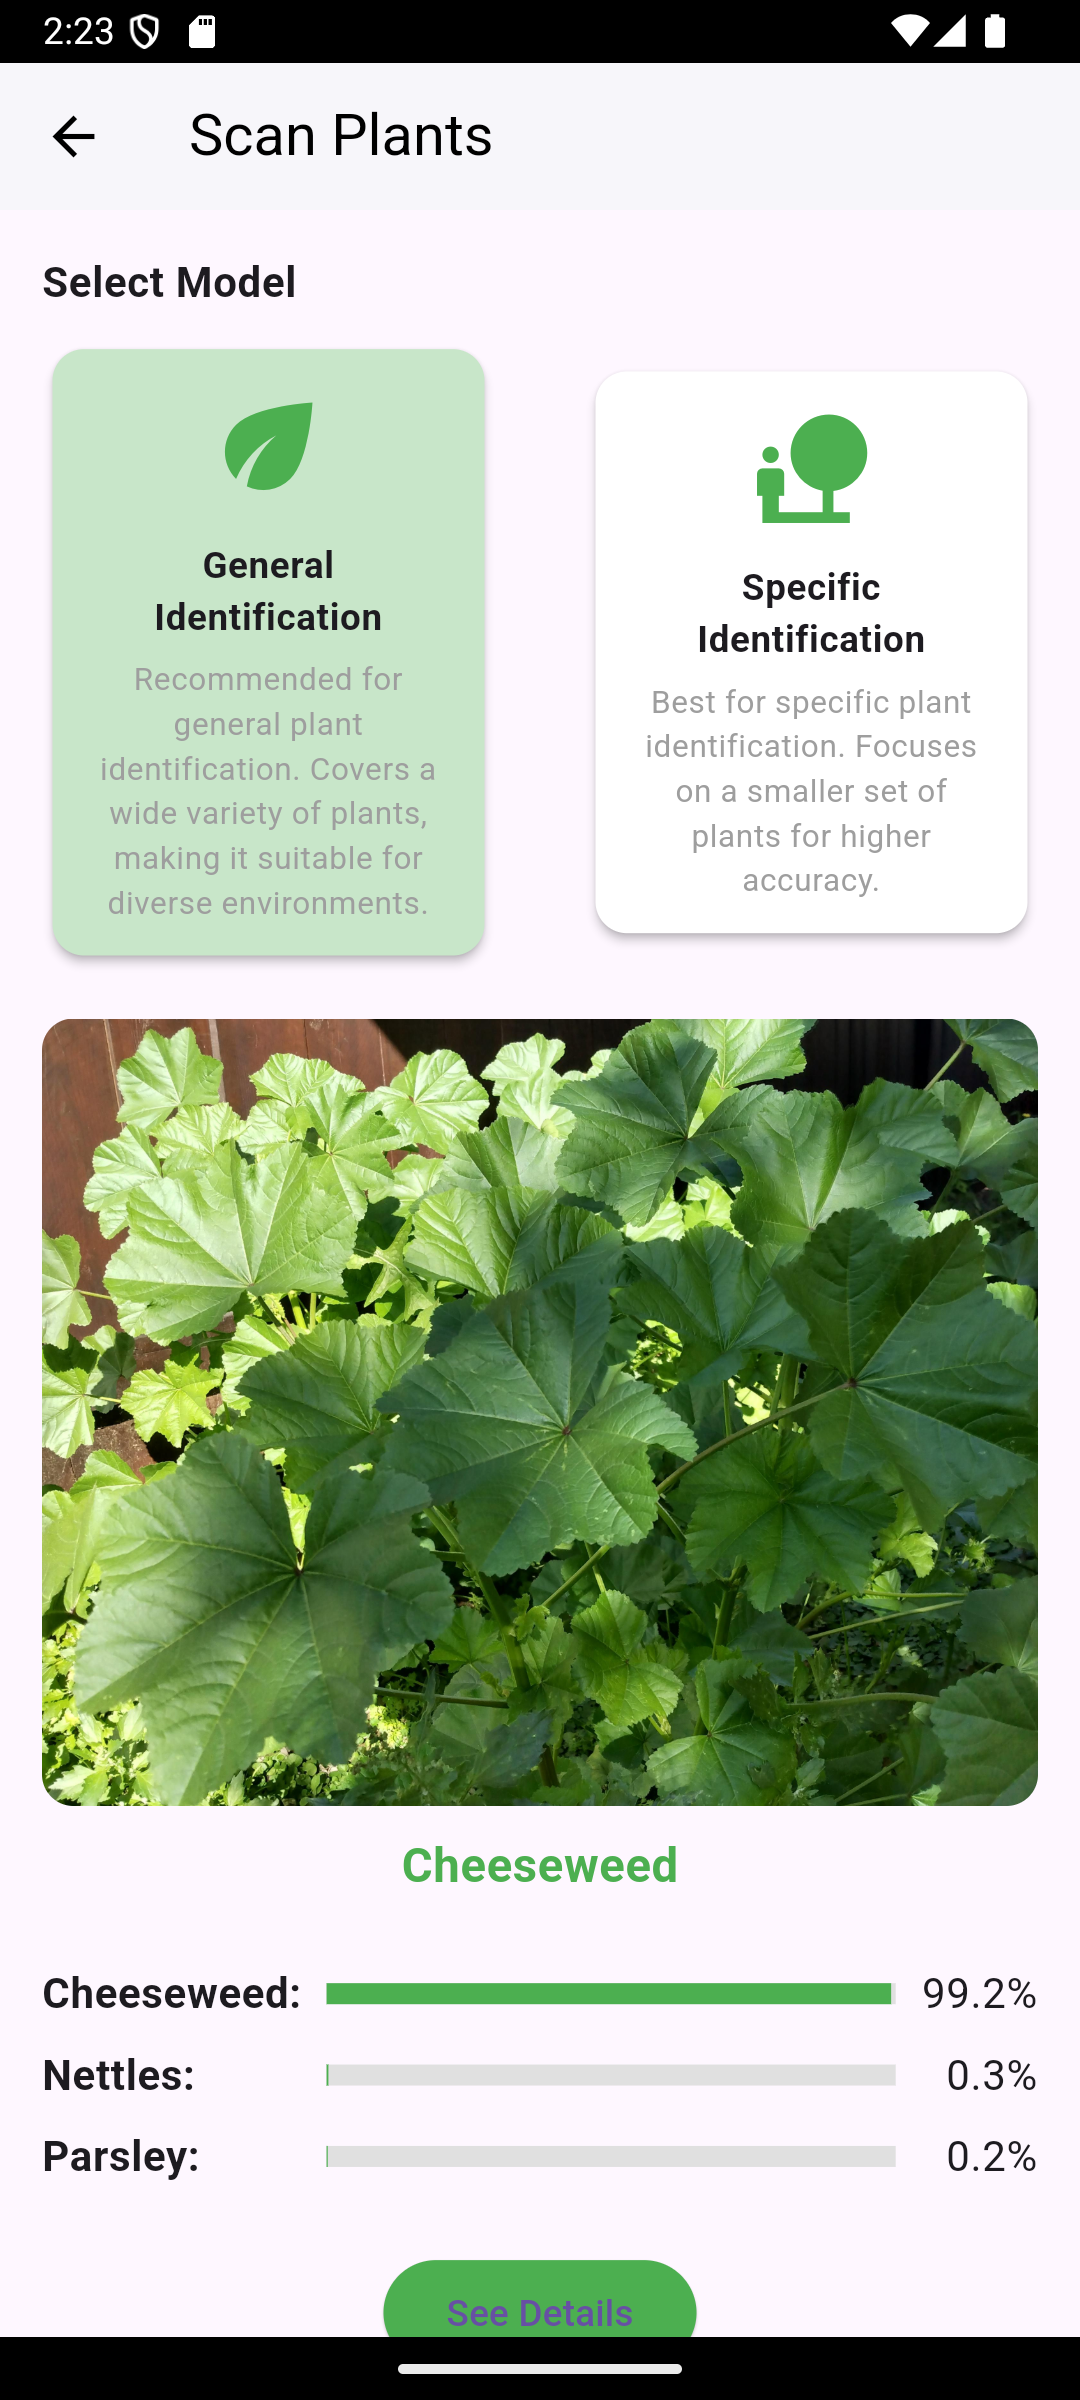 2:23
Scan Plants
Select Model
General
Identification
Recommended for
general plant
identification. Covers a
wide variety of plants,
making it suitable for
diverse environments.
Specific
Identification
Best for specific plant
identification. Focuses
on a smaller set of
plants for higher
accuracy.
Cheeseweed
Cheeseweed: 99.2%
Nettles: 0.3%
Parsley: 0.2%
See Details